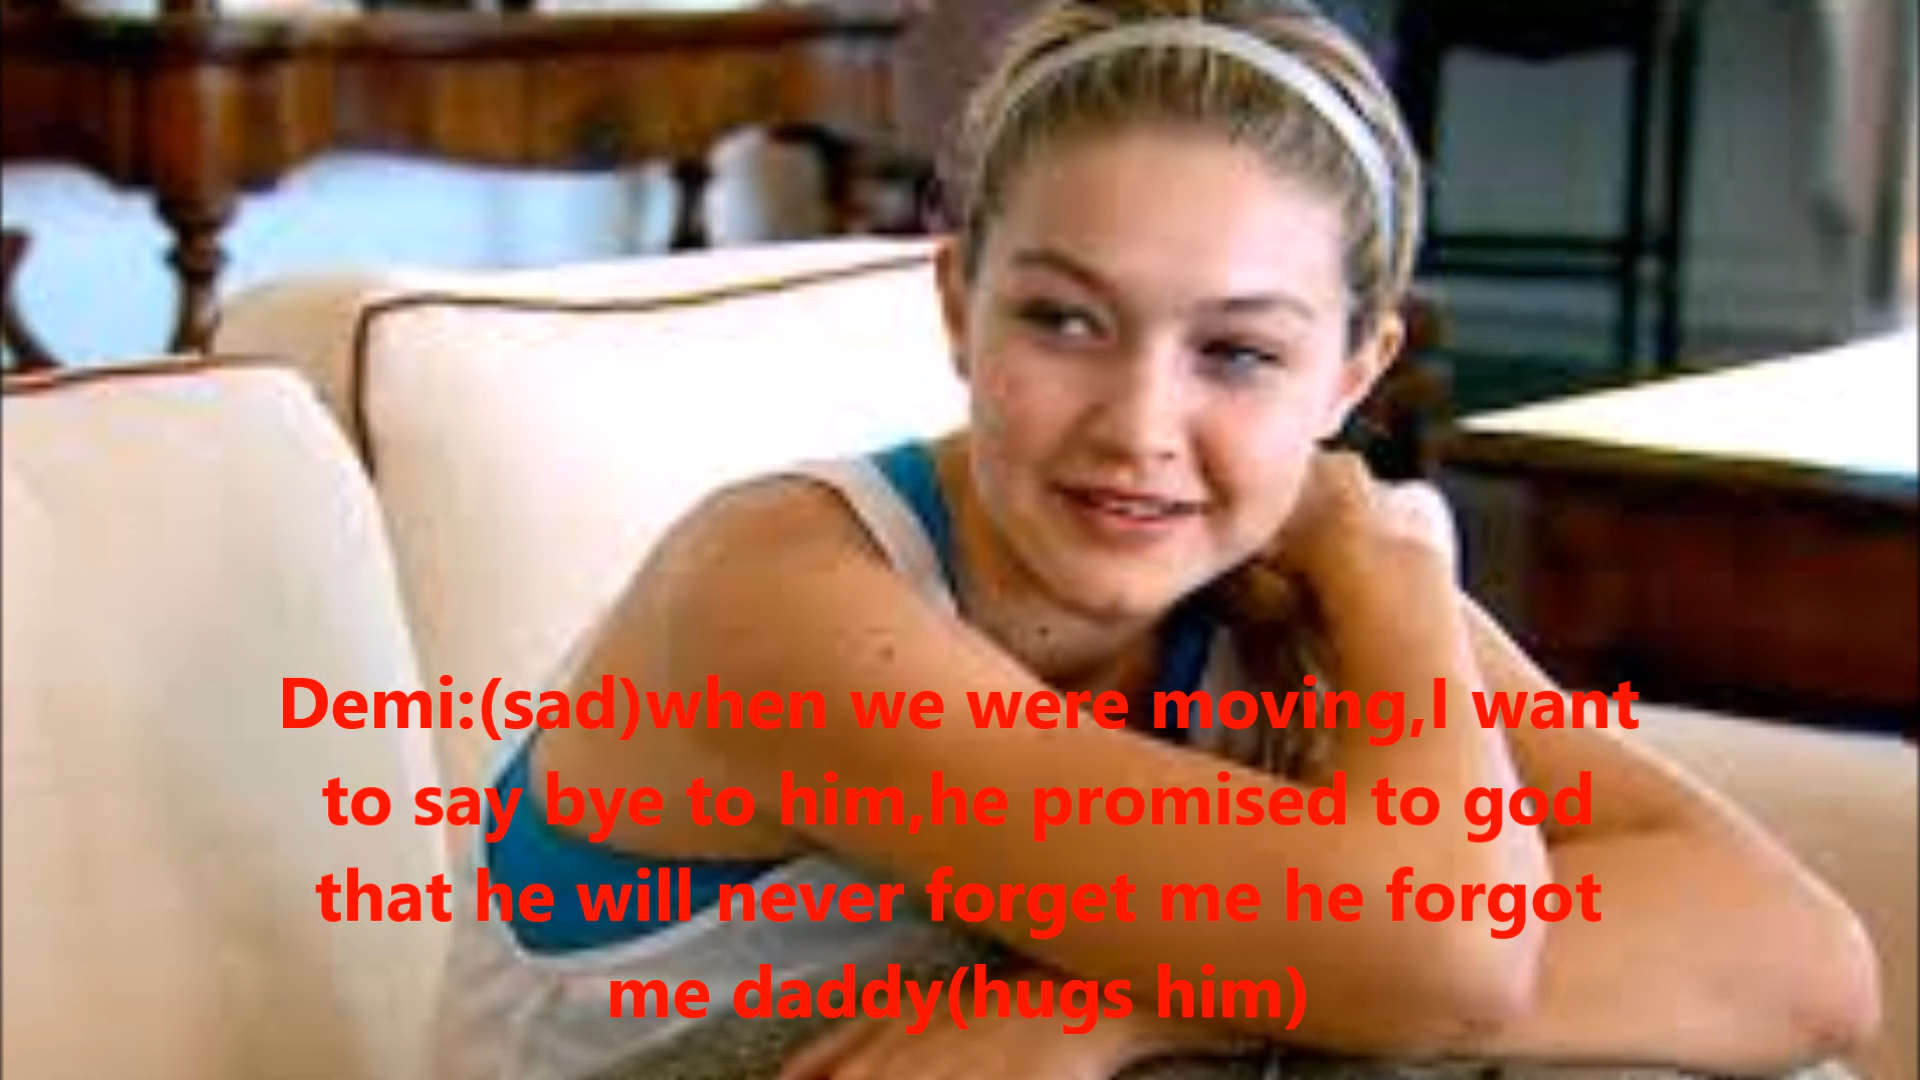 Demi:(sad)when we were moving,I want
to say bye to him,he promised to god
that he will never forget me he forgot
me daddy(hugs him)